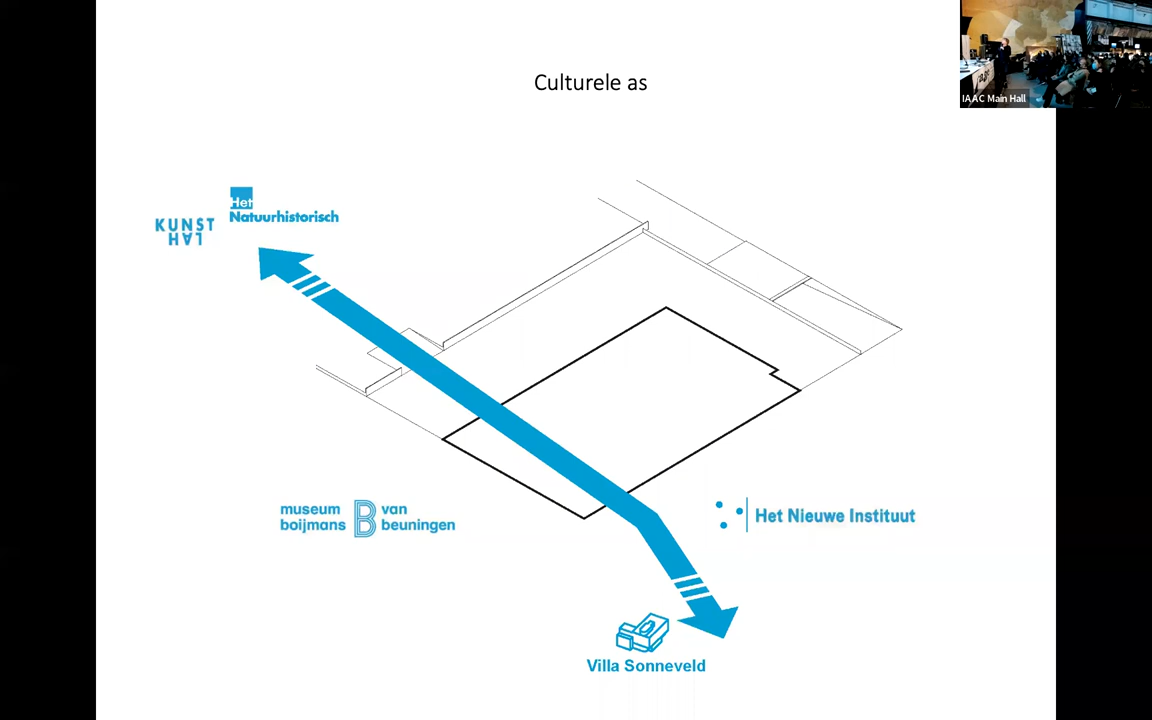 Culturele as
IAAC Main Hall
Het
Natuurhistorisch
KUNST
HAL
museum
boijmans
B
van
beuningen
Het Nieuwe Instituut
Villa Sonneveld